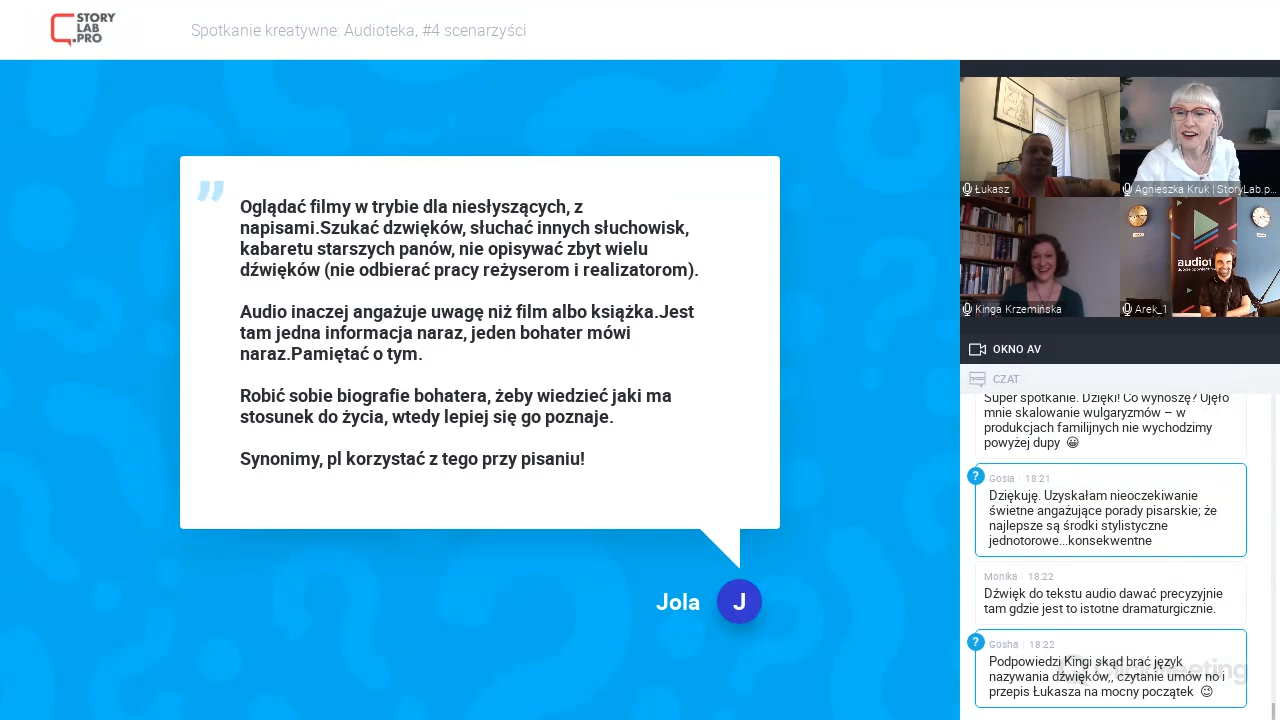 STORY
LAB
.PRO
Spotkanie kreatywne: Audioteka, #4 scenarzyści
Oglądać filmy w trybie dla niesłyszących, z
napisami.Szukać dzwięków, słuchać innych słuchowisk,
kabaretu starszych panów, nie opisywać zbyt wielu
dźwięków (nie odbierać pracy reżyserom i realizatorom).
Audio inaczej angażuje uwagę niż film albo książka.Jest
tam jedna informacja naraz, jeden bohater mówi
naraz.Pamiętać o tym.
Robić sobie biografie bohatera, żeby wiedzieć jaki ma
stosunek do życia, wtedy lepiej się go poznaje.
Synonimy, pl korzystać z tego przy pisaniu!
Jola
J
Łukasz
Agnieszka Kruk | StoryLab.p...
Kinga Krzemińska
Arek_1
OKNO AV
CZAT
Super spotkanie. Dzięki! Co wynoszę? Ujęło
mnie skalowanie wulgaryzmów – w
produkcjach familijnych nie wychodzimy
powyżej dupy 😀
?
Gosia 18:21
Dziękuję. Uzyskałam nieoczekiwanie
świetne angażujące porady pisarskie; że
najlepsze są środki stylistyczne
jednotorowe...konsekwentne
Monika 18:22
Dźwięk do tekstu audio dawać precyzyjnie
tam gdzie jest to istotne dramaturgicznie.
?
Gosha 18:22
Podpowiedzi Kingi skąd brać język
nazywania dźwięków,, czytanie umów no i
przepis Łukasza na mocny początek 😉